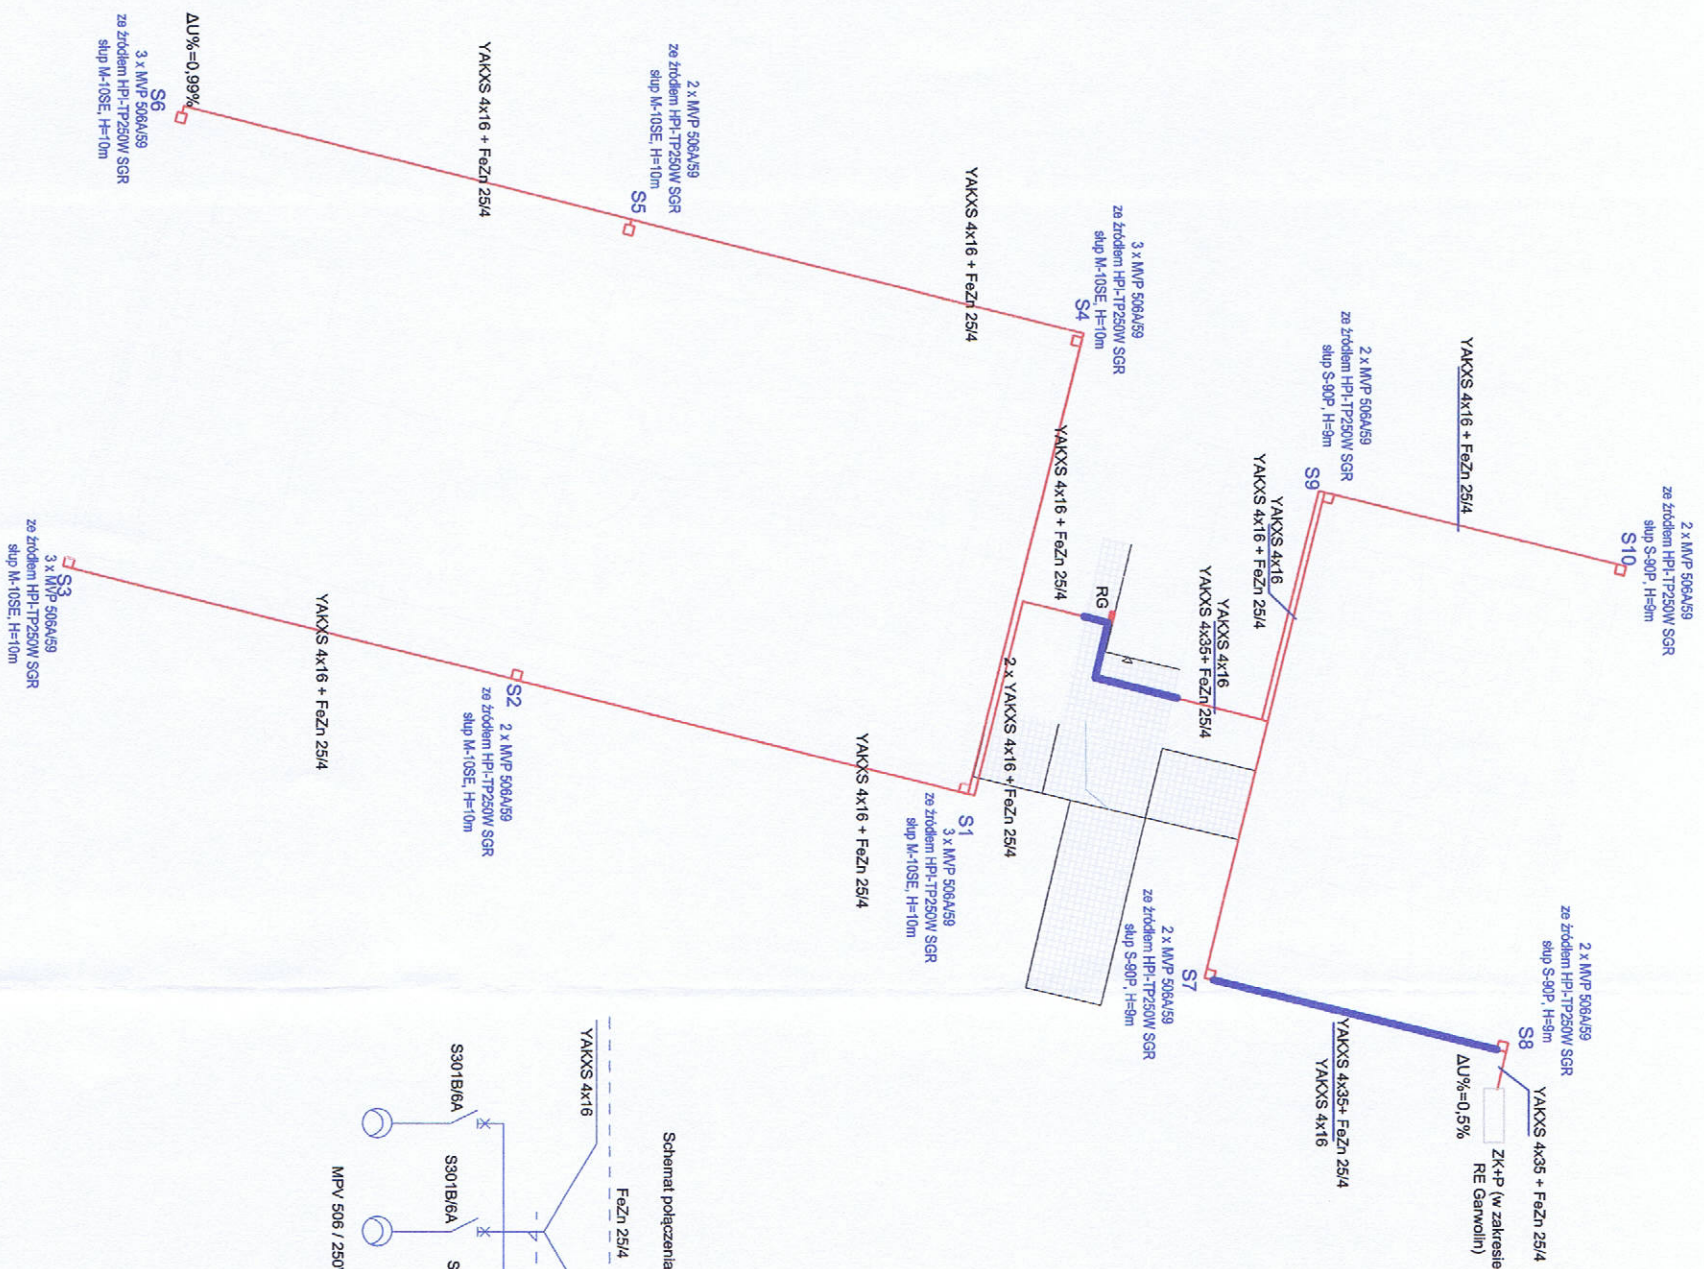 2 x MVP 506A/59
ze źródłem HPI-TP250W SGR
słup S-90P, H=9m
S10
YAKXS 4x16 + FeZn 25/4
2 x MVP 506A/59
ze źródłem HPI-TP250W SGR
słup S-90P, H=9m
S9
YAKXS 4x16
YAKXS 4x16 + FeZn 25/4
YAKXS 4x16
YAKXS 4x35+ FeZn 25/4
RG
2 x MVP 506A/59
ze źródłem HPI-TP250W SGR
słup S-90P, H=9m
S8
YAKXS 4x35 + FeZn 25/4
ZK+P (w zakresie
RE Garwolin)
ΔU%=0,5%
YAKXS 4x35+ FeZn 25/4
YAKXS 4x16
S7
2 x MVP 506A/59
ze źródłem HPI-TP250W SGR
słup S-90P, H=9m
3 x MVP 506A/59
ze źródłem HPI-TP250W SGR
słup M-10SE, H=10m
S4
YAKXS 4x16 + FeZn 25/4
2 x YAKXS 4x16 + FeZn 25/4
S1
3 x MVP 506A/59
ze źródłem HPI-TP250W SGR
słup M-10SE, H=10m
YAKXS 4x16 + FeZn 25/4
YAKXS 4x16 + FeZn 25/4
2 x MVP 506A/59
ze źródłem HPI-TP250W SGR
słup M-10SE, H=10m
S5
S2
2 x MVP 506A/59
ze źródłem HPI-TP250W SGR
słup M-10SE, H=10m
YAKXS 4x16 + FeZn 25/4
YAKXS 4x16 + FeZn 25/4
ΔU%=0,99%
S6
3 x MVP 506A/59
ze źródłem HPI-TP250W SGR
słup M-10SE, H=10m
S3
3 x MVP 506A/59
ze źródłem HPI-TP250W SGR
słup M-10SE, H=10m
Schemat połączenia
FeZn 25/4
YAKXS 4x16
S301B/6A
S301B/6A
MPV 506 / 250